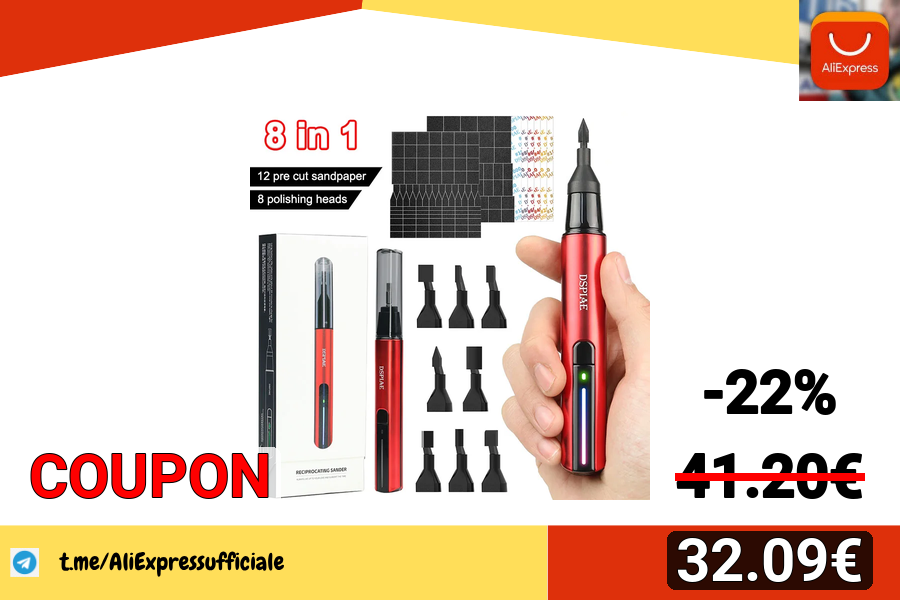 AliExpress
8 in 1
12 pre cut sandpaper
8 polishing heads
DSPIAE
DSPIAE
DSPIAE
RECIPROCATING SANDER
-22%
COUPON
41.20€
t.me/AliExpressufficiale
32.09€